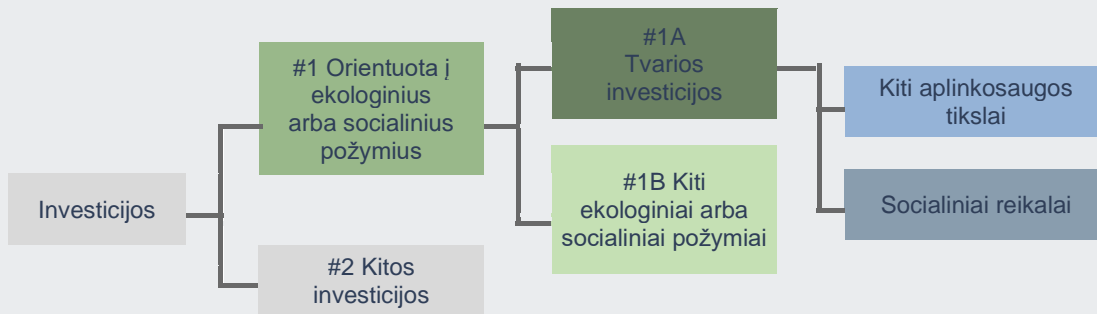 Investicijos
#1 Orientuota į
ekologinius
arba socialinius
požymius
#2 Kitos
investicijos
#1A
Tvarios
investicijos
#1B Kiti
ekologiniai arba
socialiniai požymiai
Kiti aplinkosaugos
tikslai
Socialiniai reikalai